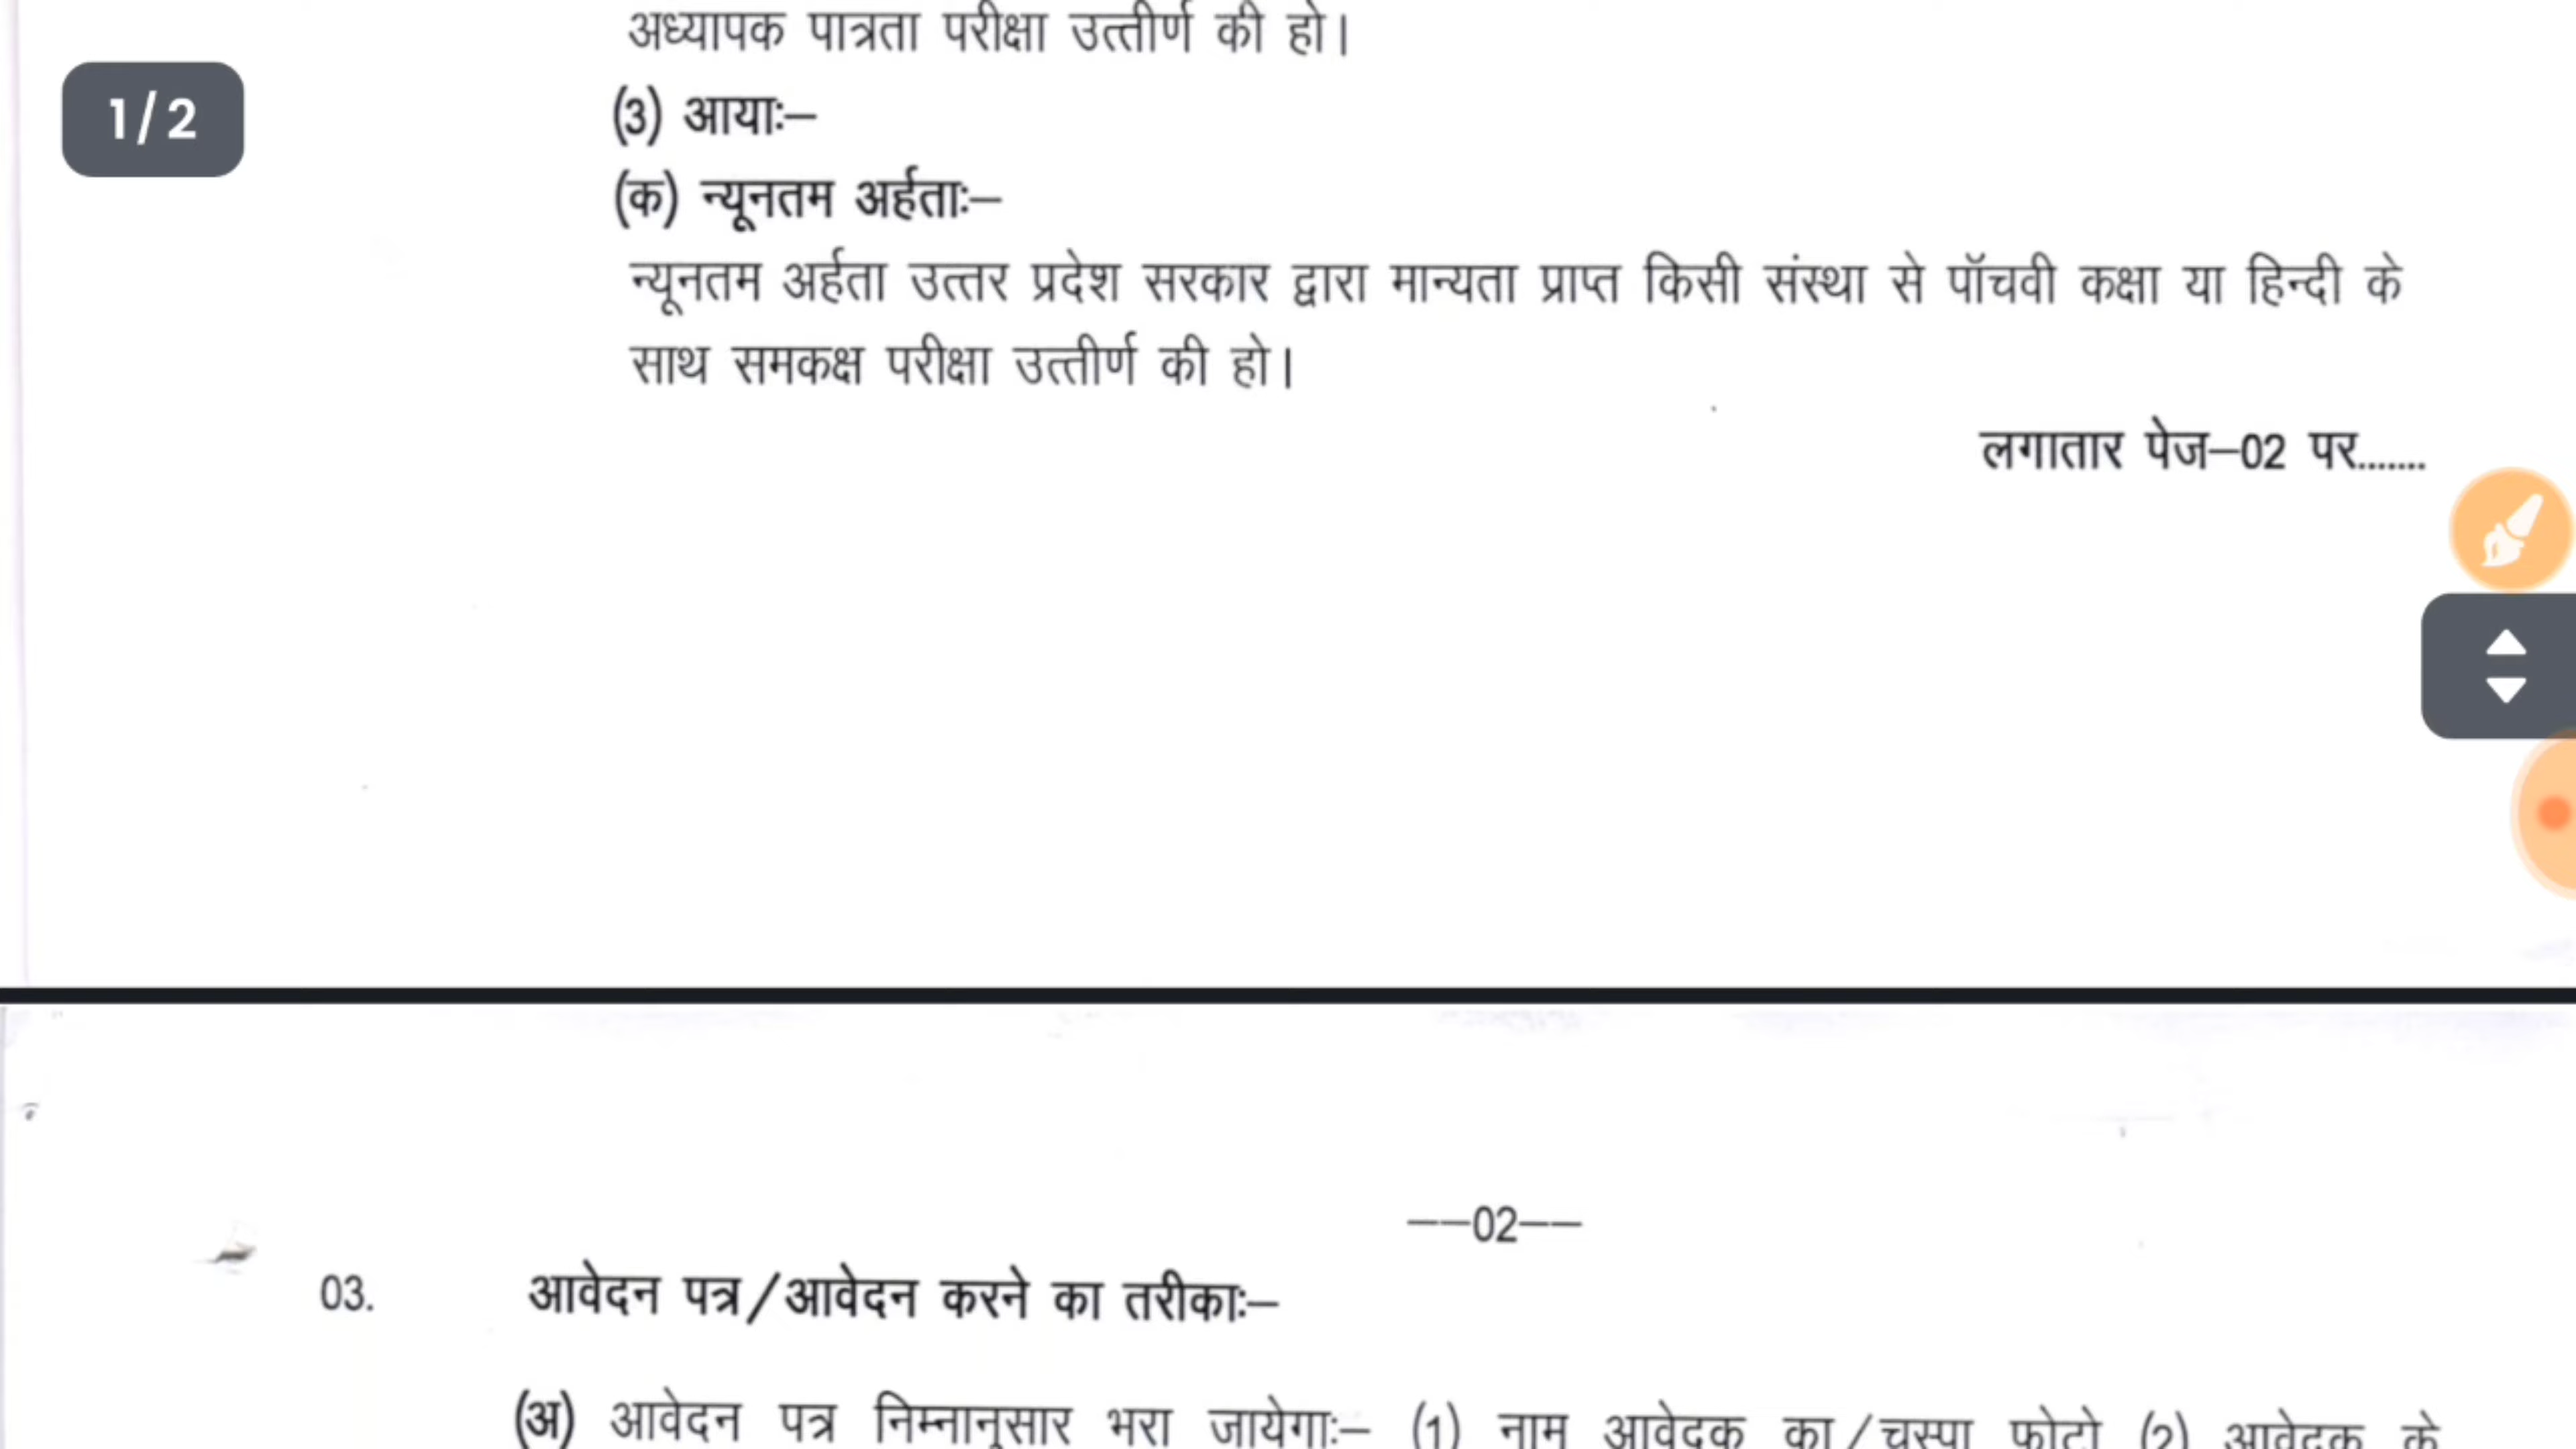 अध्यापक पात्रता परीक्षा उत्तीर्ण की हो।
1/2
(3) आयाः–
(क) न्यूनतम अर्हताः–
न्यूनतम अर्हता उत्तर प्रदेश सरकार द्वारा मान्यता प्राप्त किसी संस्था से पॉचवी कक्षा या हिन्दी के
साथ समकक्ष परीक्षा उत्तीर्ण की हो।
लगातार पेज–02 पर.......
––02––
03. आवेदन पत्र/आवेदन करने का तरीकाः–
(अ) आवेदन पत्र निम्नानुसार भरा जायेगाः– (1) नाम आवेदक का/चस्पा फोटो (2) आवेदक के